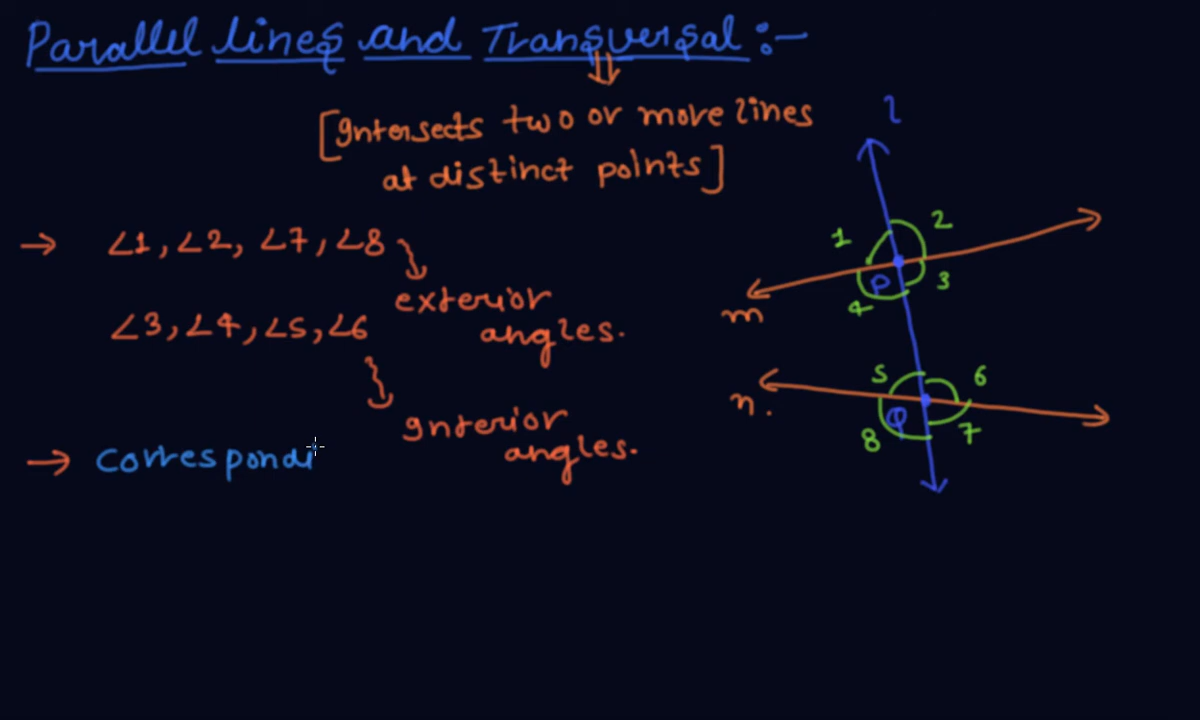 Parallel lines and Transversal :-
[Intersects two or more lines
at distinct points]
→ ∠1, ∠2, ∠7, ∠8
exterior
angles.
∠3, ∠4, ∠5, ∠6
Interior
angles.
→ Correspondi
l
1 2
P 3
4
m
5 6
n.
Q
8 7